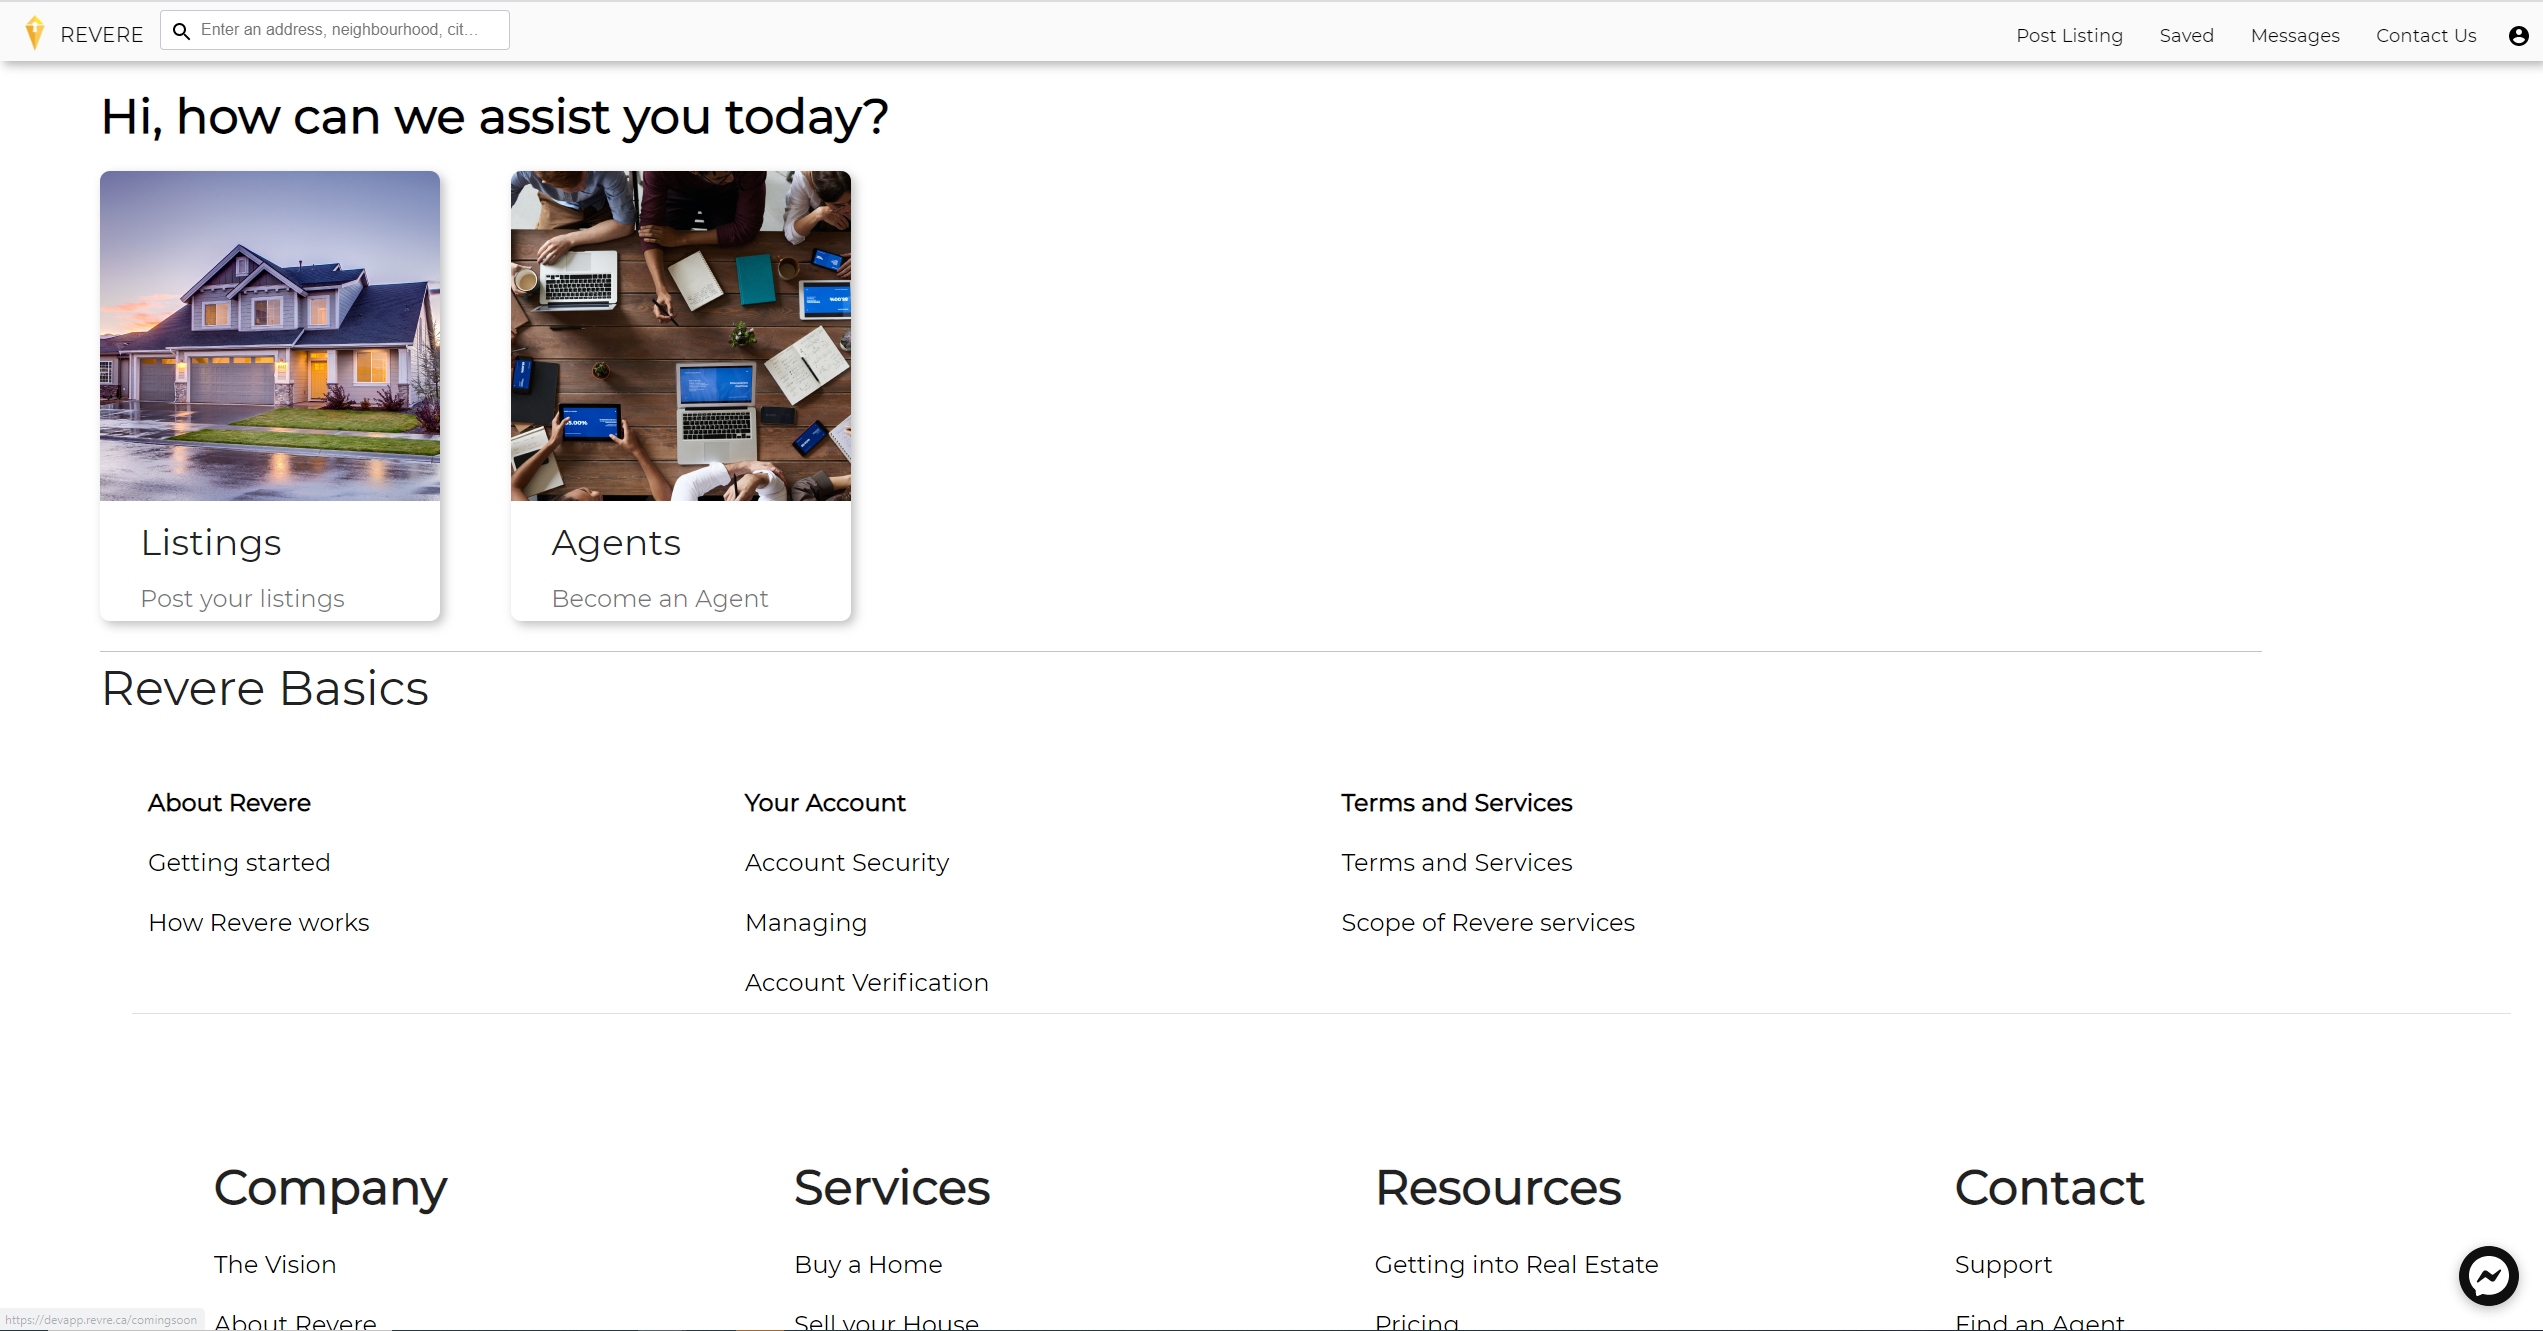 REVERE
Enter an address, neighbourhood, cit...
Post Listing
Saved
Messages
Contact Us
Hi, how can we assist you today?
Listings
Post your listings
Agents
Become an Agent
Revere Basics
About Revere
Getting started
How Revere works
Your Account
Account Security
Managing
Account Verification
Terms and Services
Terms and Services
Scope of Revere services
Company
The Vision
About Revere
Services
Buy a Home
Sell your House
Resources
Getting into Real Estate
Pricing
Contact
Support
Find an Agent
https://devapp.revre.ca/comingsoon